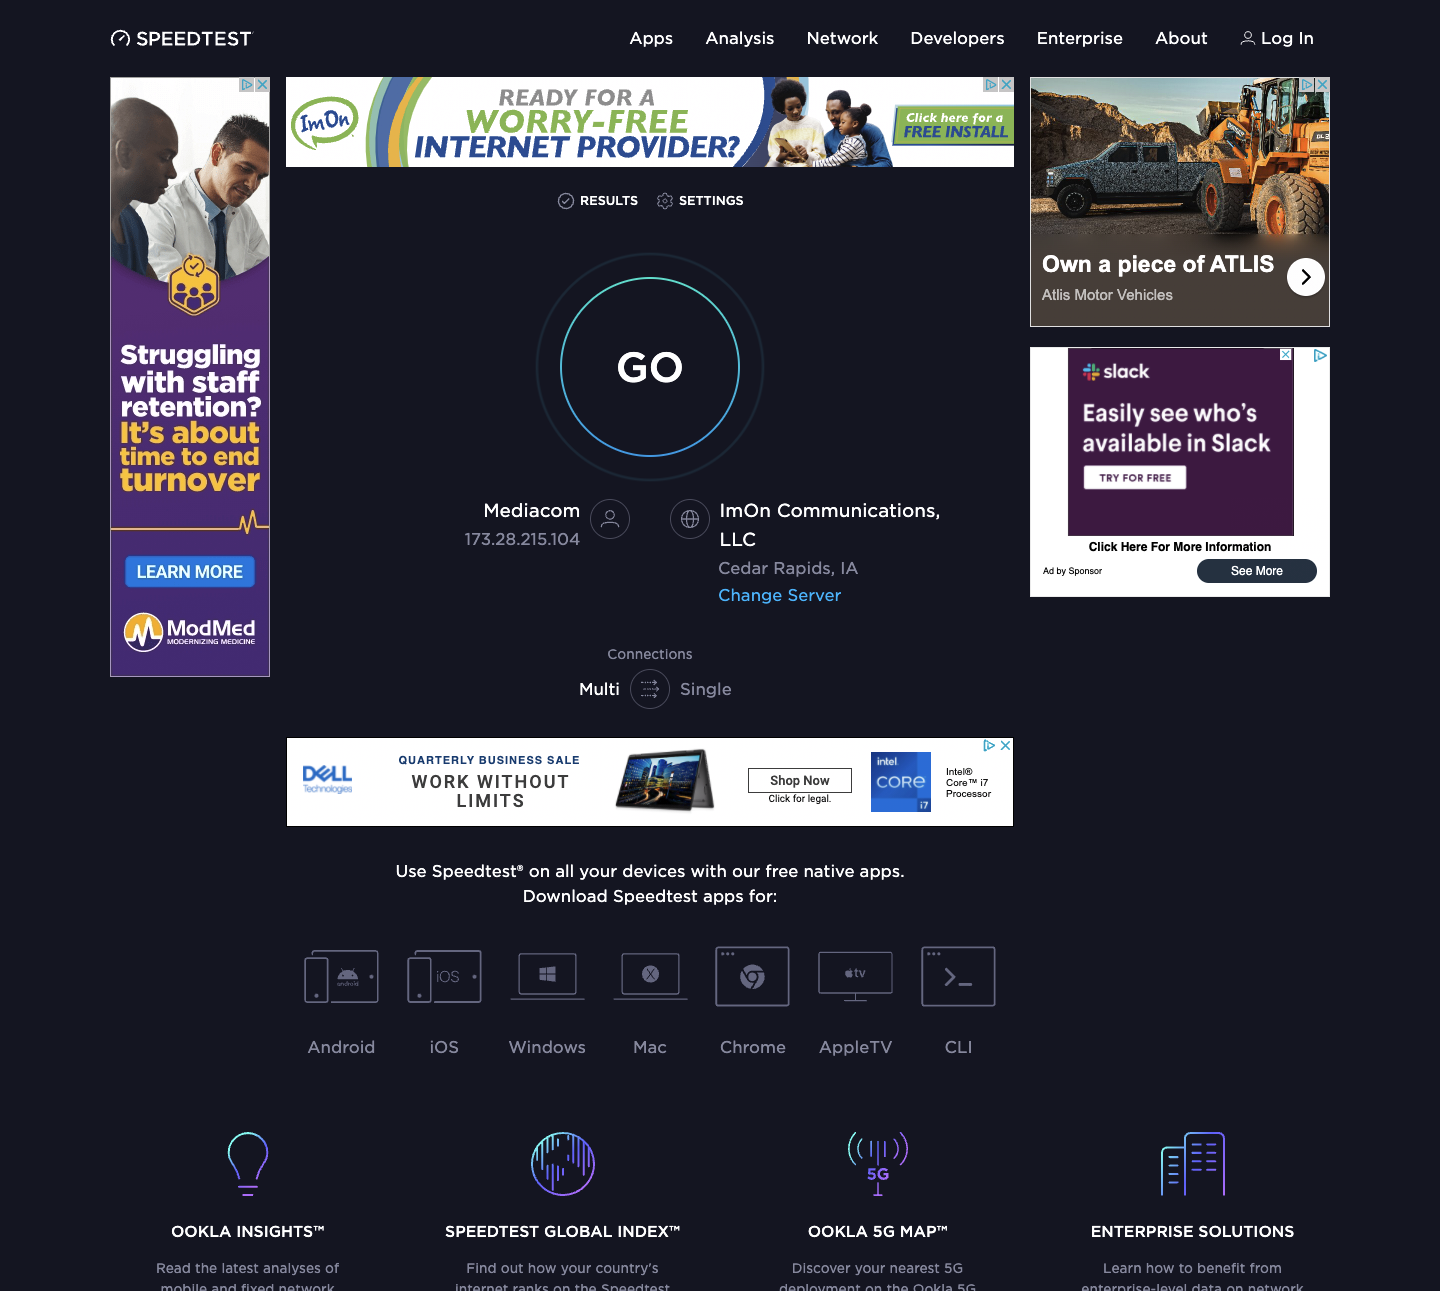 SPEEDTEST
Apps
Analysis
Network
Developers
Enterprise
About
Log In
Struggling
with staff
retention?
It's about
time to end
turnover
LEARN MORE
ModMed
MODERNIZING MEDICINE
ImOn
READY FOR A
WORRY-FREE
INTERNET PROVIDER?
Click here for a
FREE INSTALL
RESULTS
SETTINGS
GO
Mediacom
173.28.215.104
ImOn Communications,
LLC
Cedar Rapids, IA
Change Server
Connections
Multi
Single
Own a piece of ATLIS
Atlis Motor Vehicles
slack
Easily see who's
available in Slack
TRY FOR FREE
Click Here For More Information
Ad by Sponsor
See More
DELL
Technologies
QUARTERLY BUSINESS SALE
WORK WITHOUT
LIMITS
Shop Now
Click for legal.
intel
CORE
i7
Intel®
Core™ i7
Processor
Use Speedtest® on all your devices with our free native apps.
Download Speedtest apps for:
android
iOS
tv
Android
iOS
Windows
Mac
Chrome
AppleTV
CLI
5G
OOKLA INSIGHTS™
Read the latest analyses of
mobile and fixed network
SPEEDTEST GLOBAL INDEX™
Find out how your country's
internet ranks on the Speedtest
OOKLA 5G MAP™
Discover your nearest 5G
deployment on the Ookla 5G
ENTERPRISE SOLUTIONS
Learn how to benefit from
enterprise-level data on network